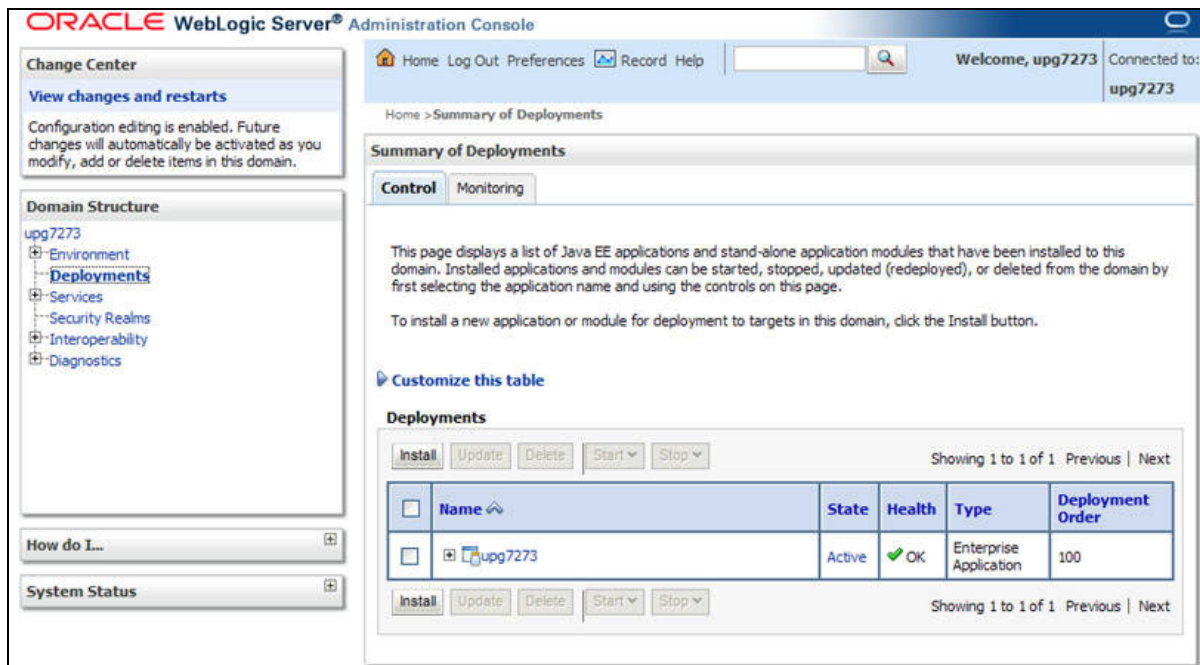 ORACLE WebLogic Server® Administration Console
Change Center
View changes and restarts
Configuration editing is enabled. Future
changes will automatically be activated as you
modify, add or delete items in this domain.
Domain Structure
upg7273
Environment
Deployments
Services
Security Realms
Interoperability
Diagnostics
How do I...
System Status
Home Log Out Preferences Record Help
Welcome, upg7273
Connected to:
upg7273
Home >Summary of Deployments
Summary of Deployments
Control Monitoring
This page displays a list of Java EE applications and stand-alone application modules that have been installed to this
domain. Installed applications and modules can be started, stopped, updated (redeployed), or deleted from the domain by
first selecting the application name and using the controls on this page.
To install a new application or module for deployment to targets in this domain, click the Install button.
Customize this table
Deployments
Install Update Delete Start Stop
Showing 1 to 1 of 1 Previous | Next
Name State Health Type Deployment
Order
upg7273 Active OK Enterprise
Application 100
Install Update Delete Start Stop
Showing 1 to 1 of 1 Previous | Next